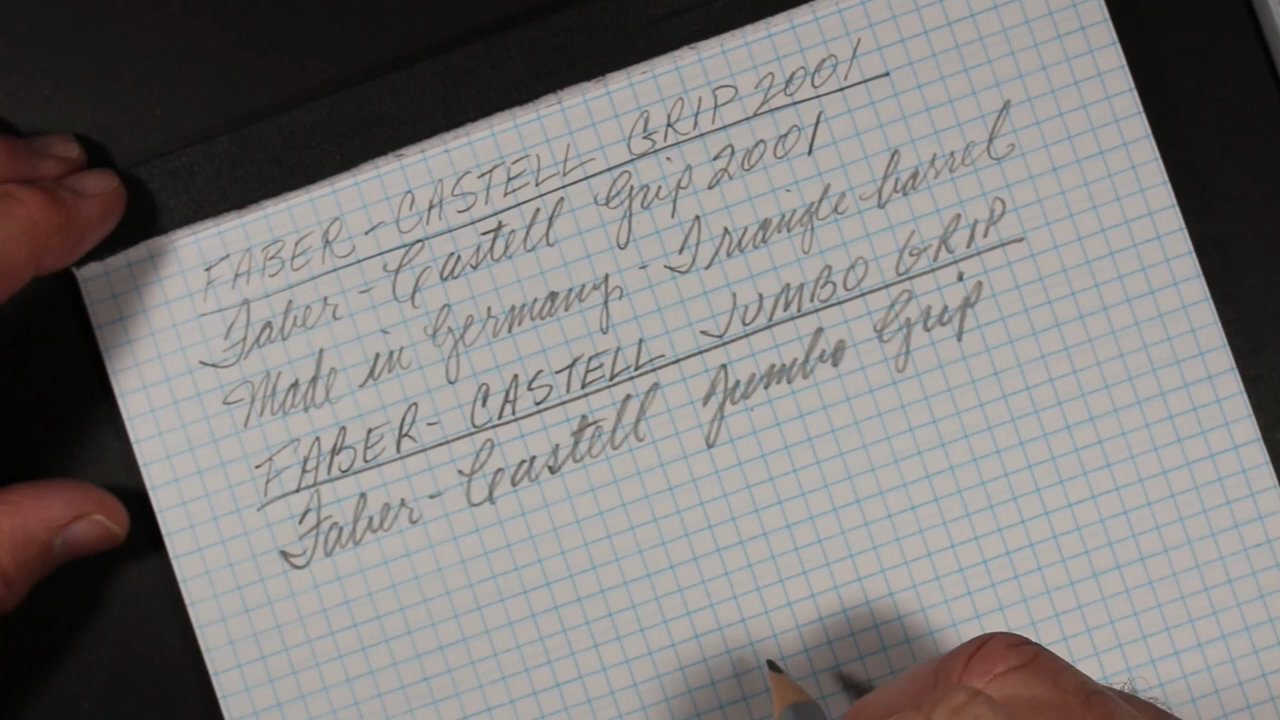 FABER-CASTELL GRIP 2001
Faber-Castell Grip 2001
Made in Germany - Triangle barrel
FABER-CASTELL JUMBO GRIP
Faber-Castell Jumbo Grip